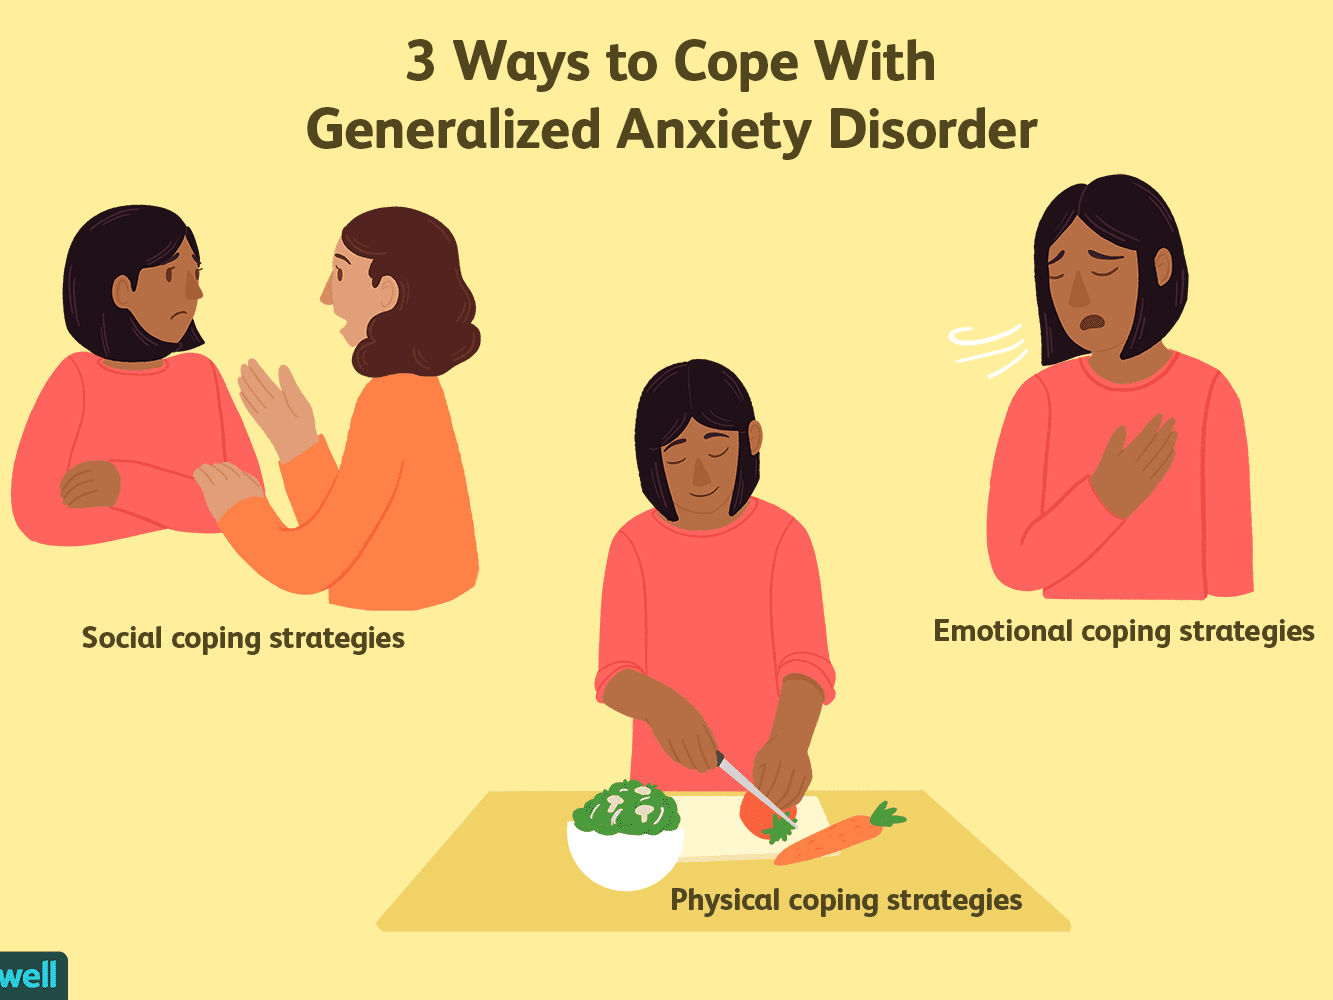 3 Ways to Cope With
Generalized Anxiety Disorder
Social coping strategies
Emotional coping strategies
Physical coping strategies
well